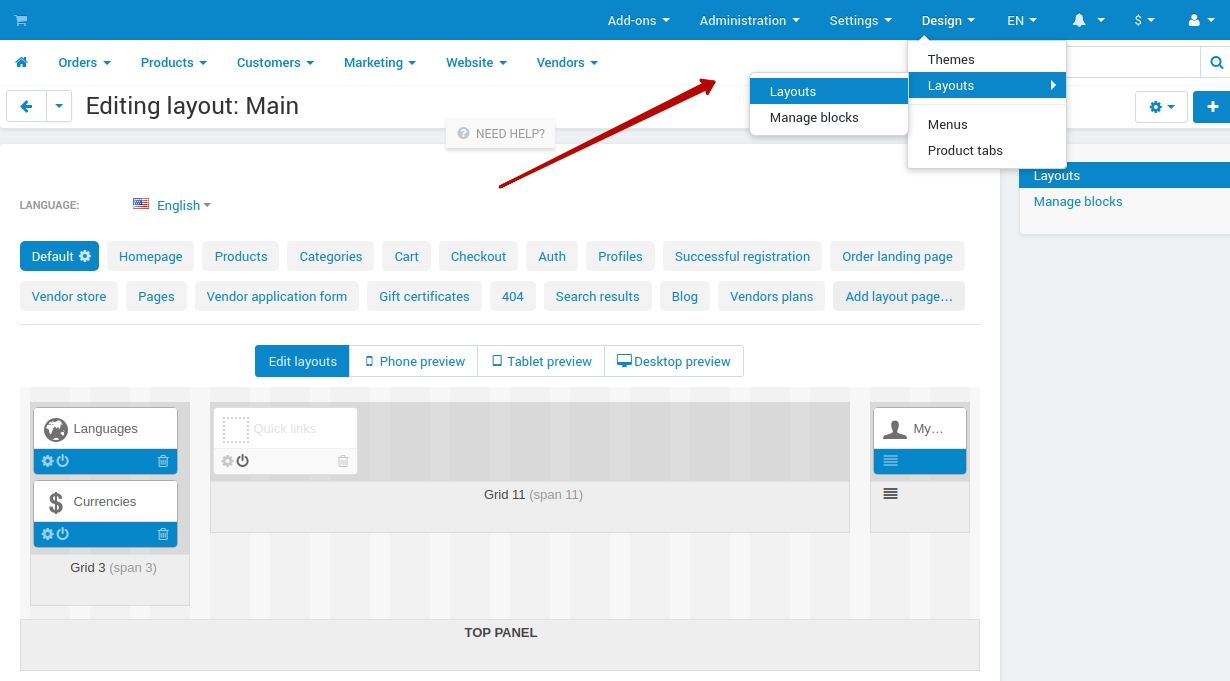 Add-ons Administration Settings Design EN $
Orders Products Customers Marketing Website Vendors
Themes
Layouts
Menus
Product tabs
Layouts
Manage blocks
Editing layout: Main
NEED HELP?
Layouts
Manage blocks
LANGUAGE: English
Default Homepage Products Categories Cart Checkout Auth Profiles Successful registration Order landing page
Vendor store Pages Vendor application form Gift certificates 404 Search results Blog Vendors plans Add layout page…
Edit layouts Phone preview Tablet preview Desktop preview
Languages
Currencies
Grid 3 (span 3)
Quick links
Grid 11 (span 11)
My…
TOP PANEL